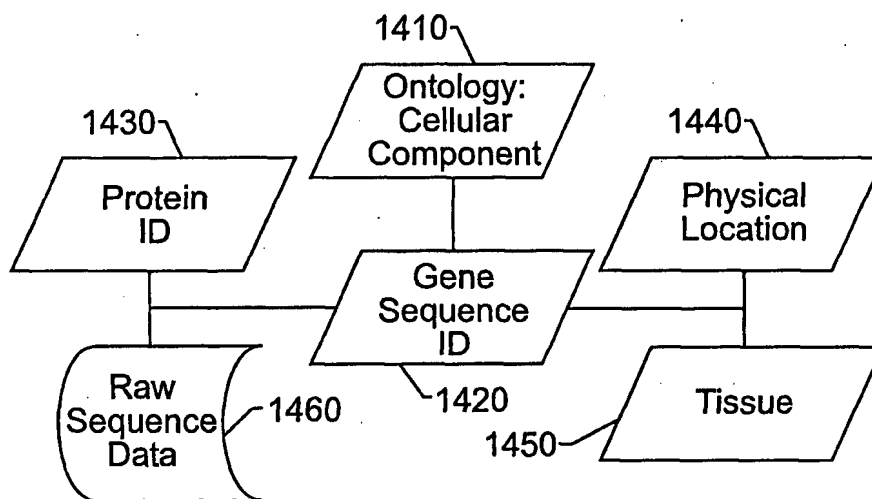 1410
Ontology:
Cellular
Component
1430
Protein
ID
1440
Physical
Location
Gene
Sequence
ID
1420
Raw
Sequence
Data
1460
Tissue
1450